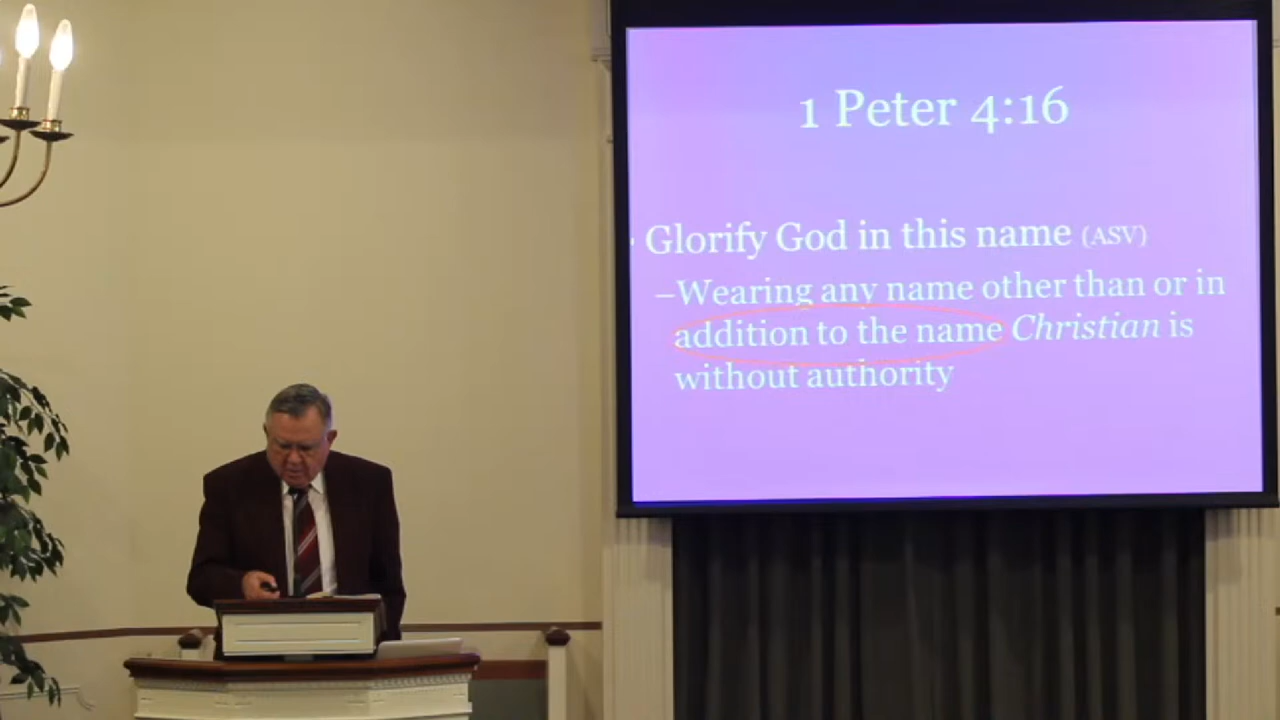 1 Peter 4:16
· Glorify God in this name (ASV)
–Wearing any name other than or in
addition to the name Christian is
without authority